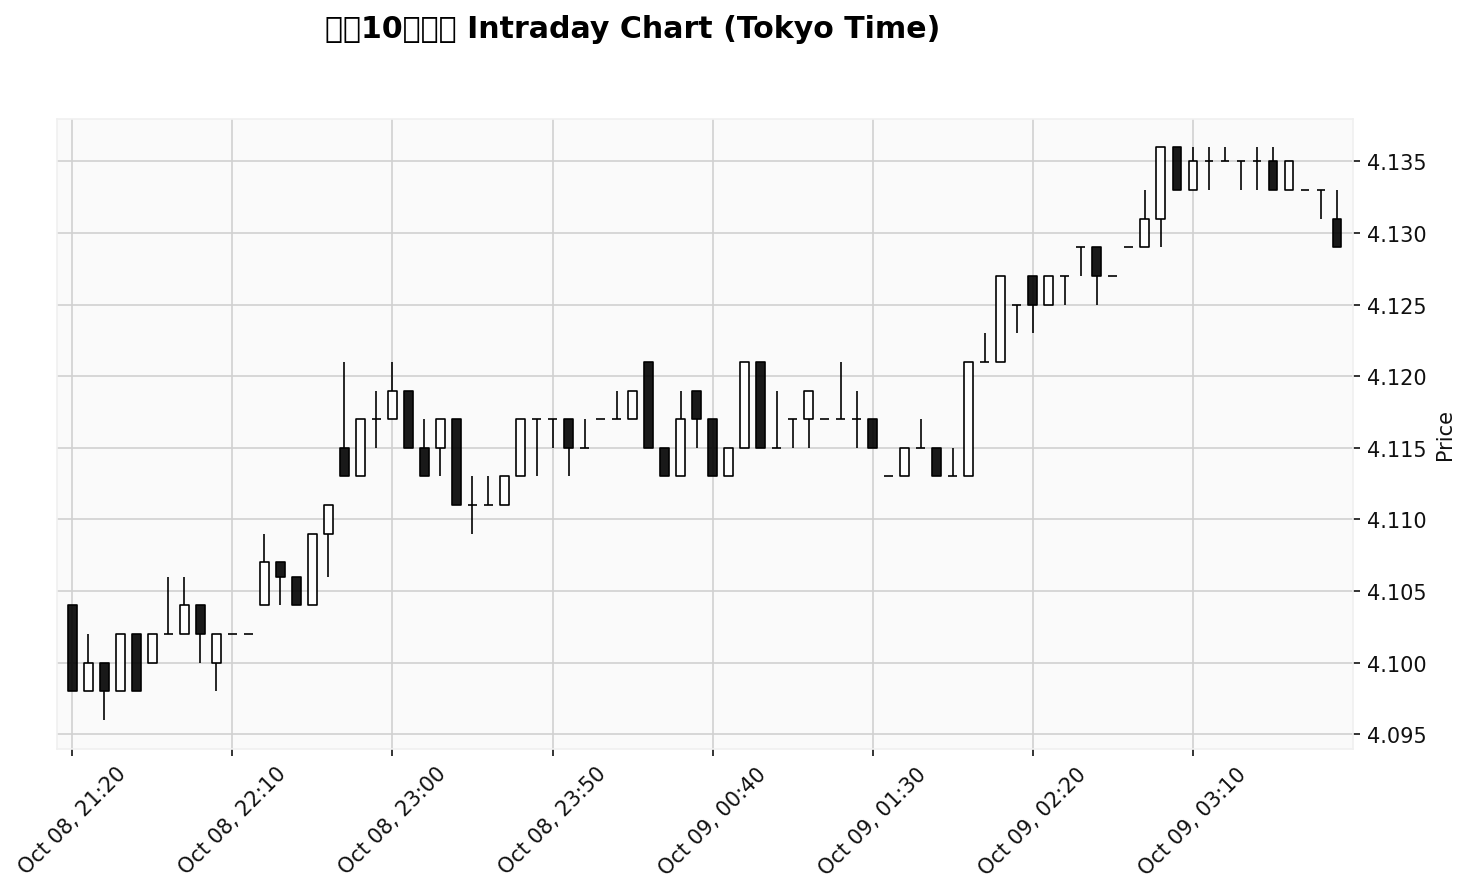 10 Intraday Chart (Tokyo Time)
4.135
4.130
4.125
4.120
4.115
4.110
4.105
4.100
4.095
Price
Oct 08, 21:20
Oct 08, 22:10
Oct 08, 23:00
Oct 08, 23:50
Oct 09, 00:40
Oct 09, 01:30
Oct 09, 02:20
Oct 09, 03:10